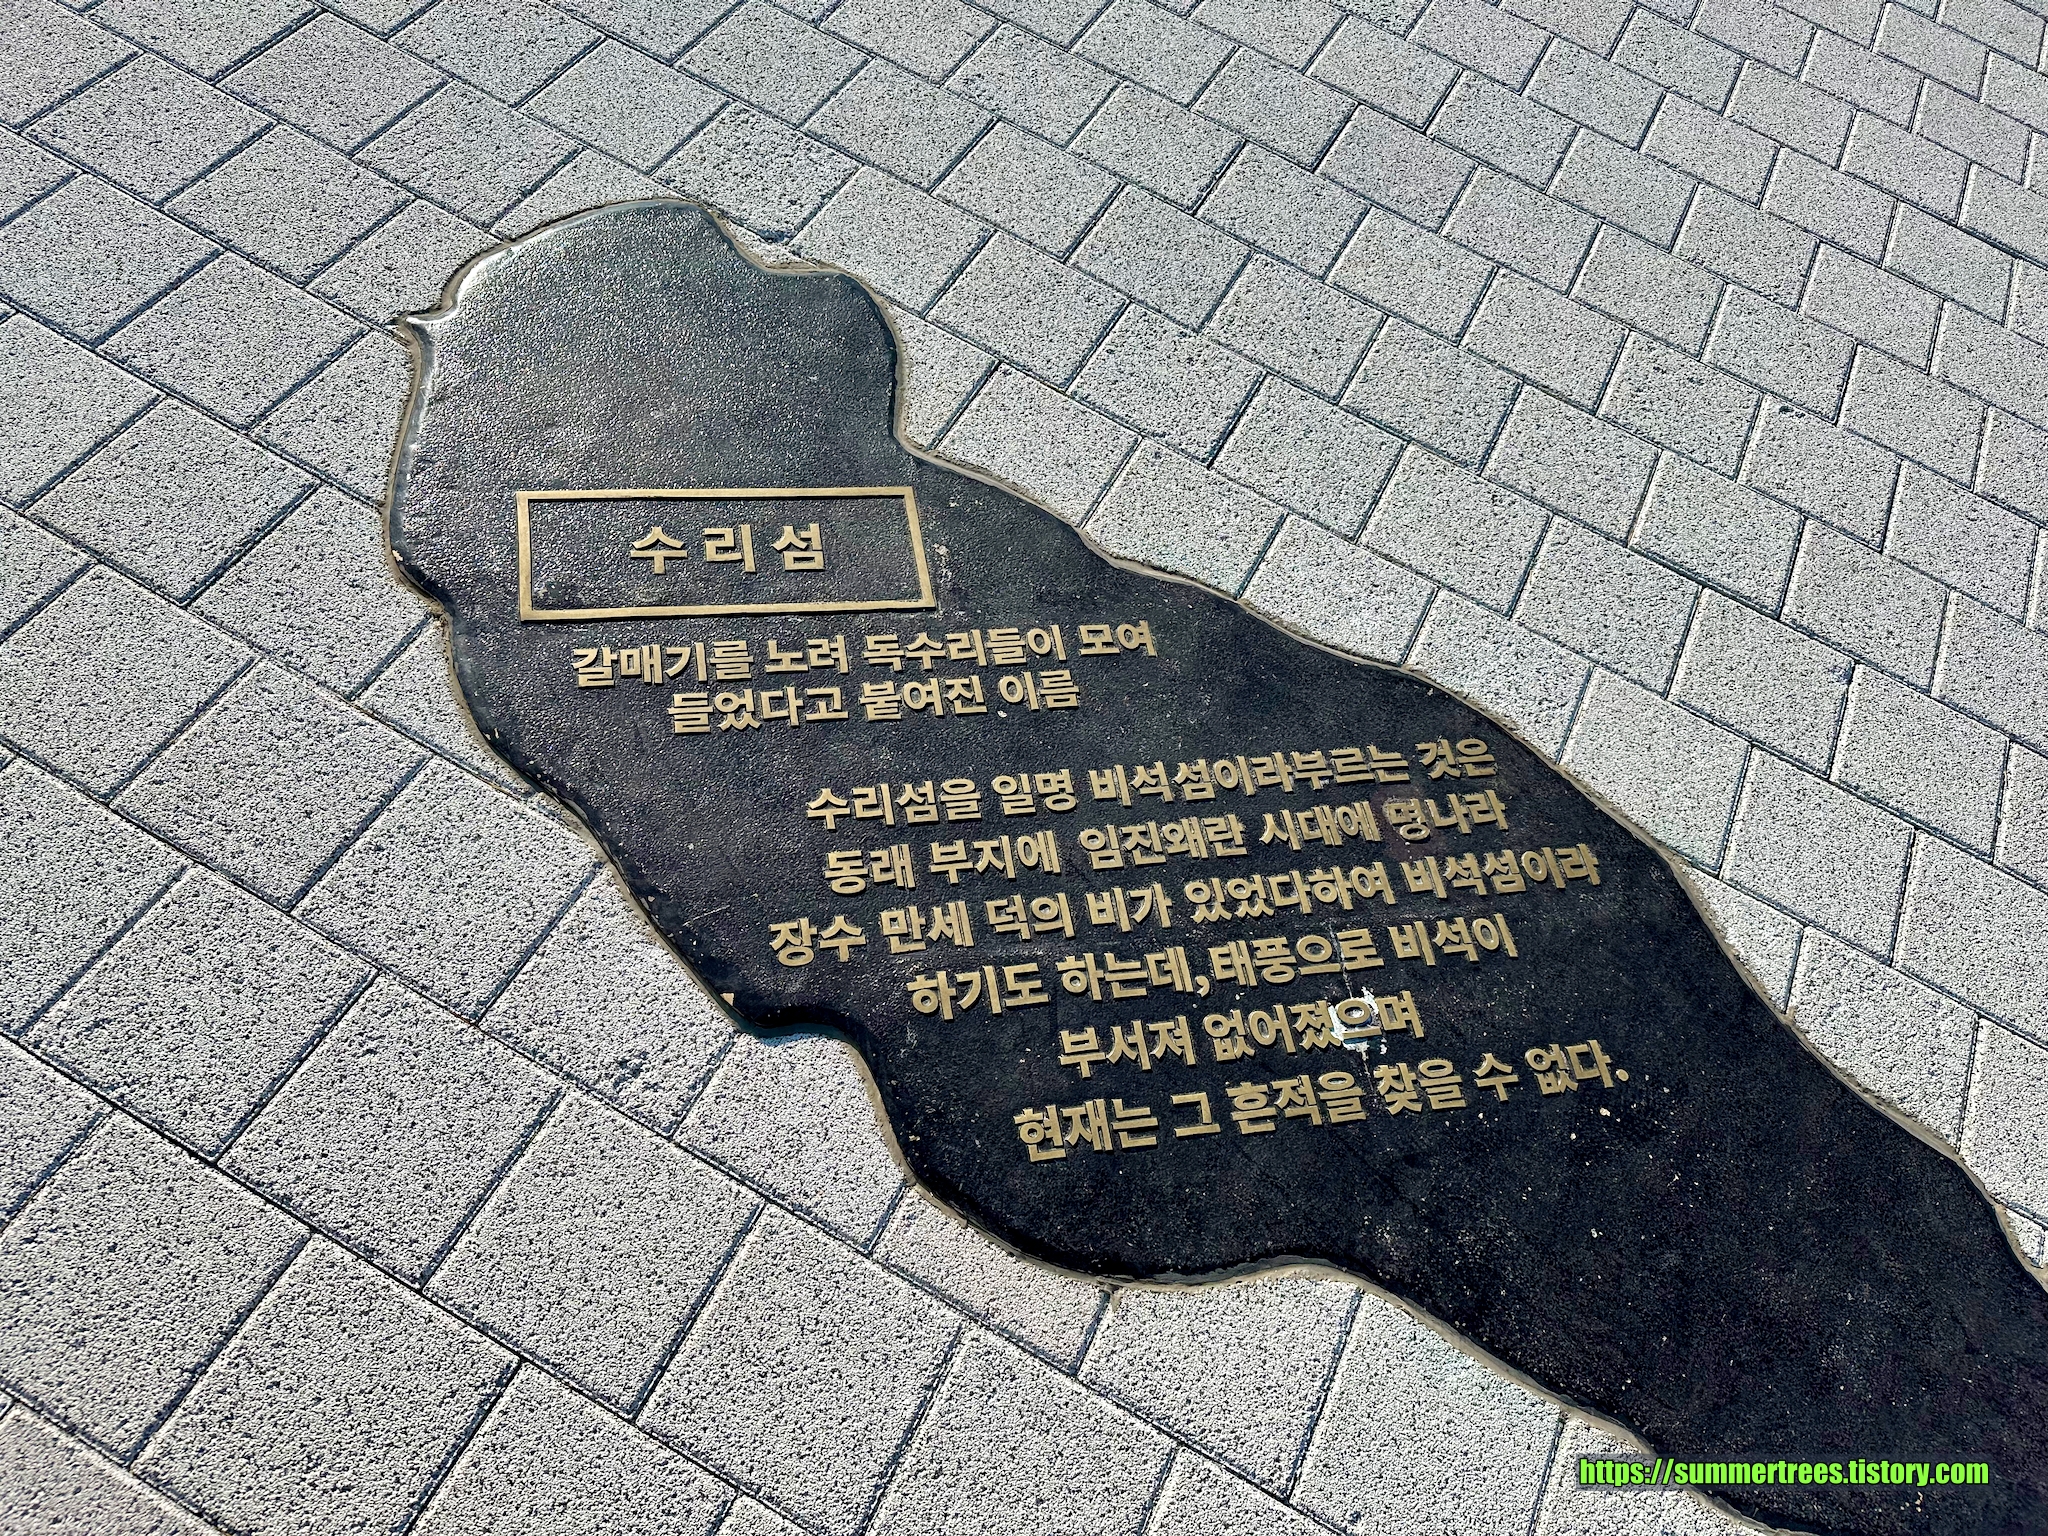 수리섬
갈매기를 노려 독수리들이 모여
들었다고 붙여진 이름
수리섬을 일명 비석섬이라부르는 것은
동래 부지에 임진왜란 시대에 명나라
장수 만세 덕의 비가 있었다하여 비석섬이라
하기도 하는데,태풍으로 비석이
부서져 없어졌으며
현재는 그 흔적을 찾을 수 없다.
https://summertrees.tistory.com